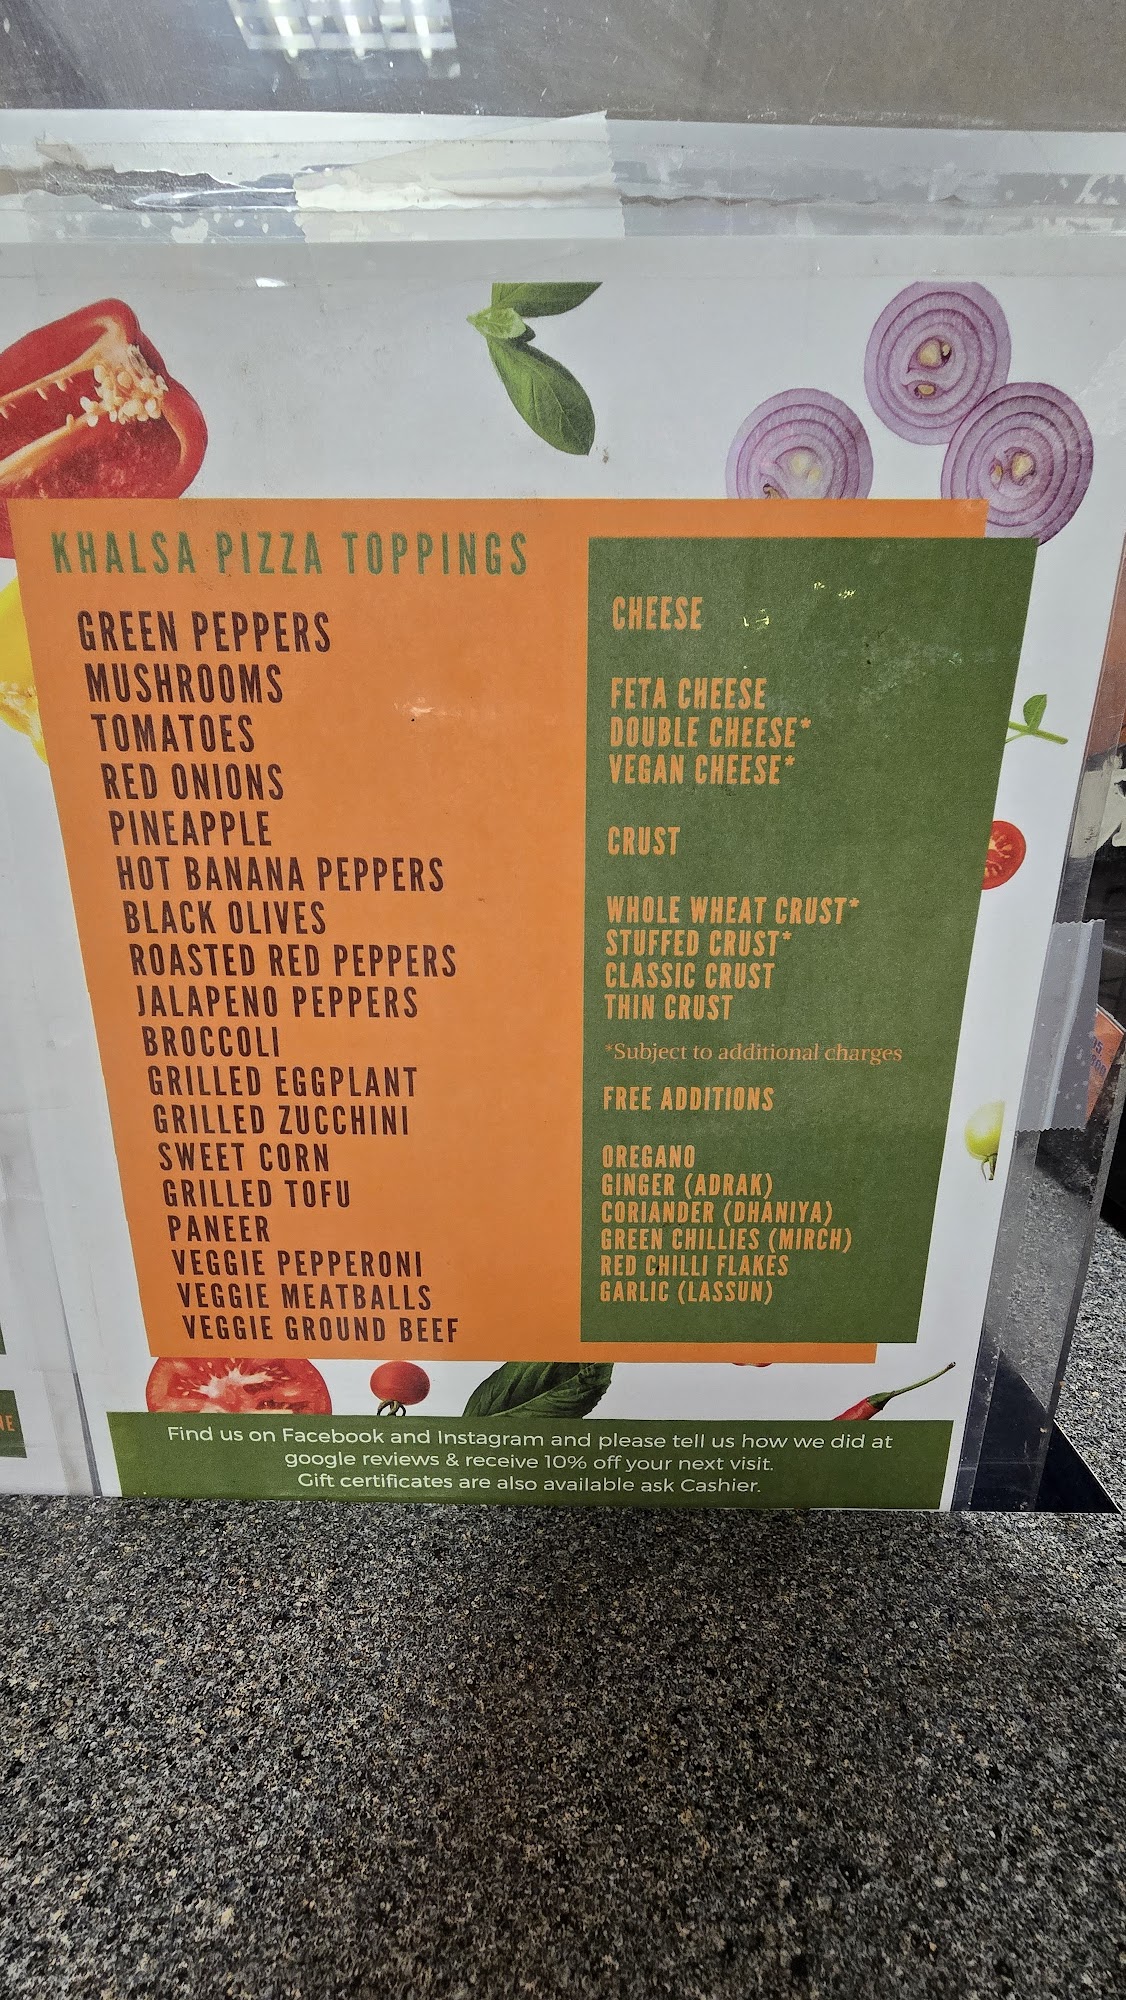 KHALSA PIZZA TOPPINGS
GREEN PEPPERS
MUSHROOMS
TOMATOES
RED ONIONS
PINEAPPLE
HOT BANANA PEPPERS
BLACK OLIVES
ROASTED RED PEPPERS
JALAPENO PEPPERS
BROCCOLI
GRILLED EGGPLANT
GRILLED ZUCCHINI
SWEET CORN
GRILLED TOFU
PANEER
VEGGIE PEPPERONI
VEGGIE MEATBALLS
VEGGIE GROUND BEEF
CHEESE
FETA CHEESE
DOUBLE CHEESE*
VEGAN CHEESE*
CRUST
WHOLE WHEAT CRUST*
STUFFED CRUST*
CLASSIC CRUST
THIN CRUST
*Subject to additional charges
FREE ADDITIONS
OREGANO
GINGER (ADRAK)
CORIANDER (DHANIYA)
GREEN CHILLIES (MIRCH)
RED CHILLI FLAKES
GARLIC (LASSUN)
Find us on Facebook and Instagram and please tell us how we did at
google reviews & receive 10% off your next visit.
Gift certificates are also available ask Cashier.